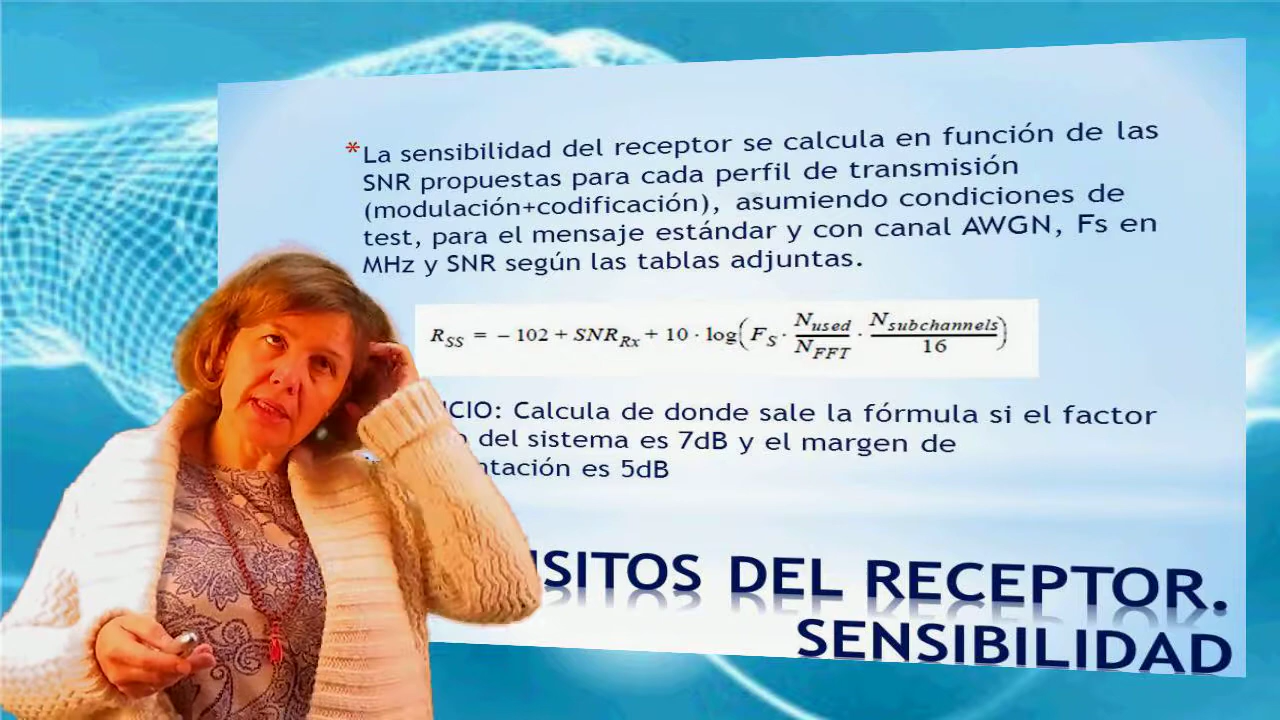 *La sensibilidad del receptor se calcula en función de las
SNR propuestas para cada perfil de transmisión
(modulación+codificación), asumiendo condiciones de
test, para el mensaje estándar y con canal AWGN, Fs en
MHz y SNR según las tablas adjuntas.
R_SS = – 102 + SNR_Rx + 10 · log(F_S · N_used/N_FFT · N_subchannels/16)
CIO: Calcula de donde sale la fórmula si el factor
del sistema es 7dB y el margen de
ntación es 5dB
SITOS DEL RECEPTOR.
SENSIBILIDAD